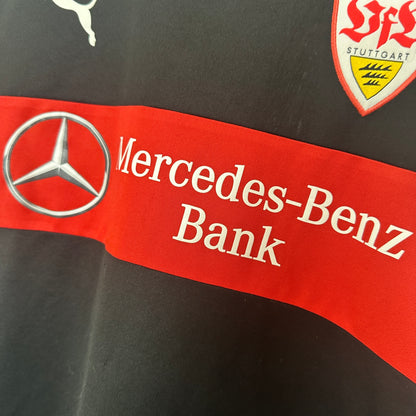 VfB
STUTTGART
Mercedes-Benz
Bank